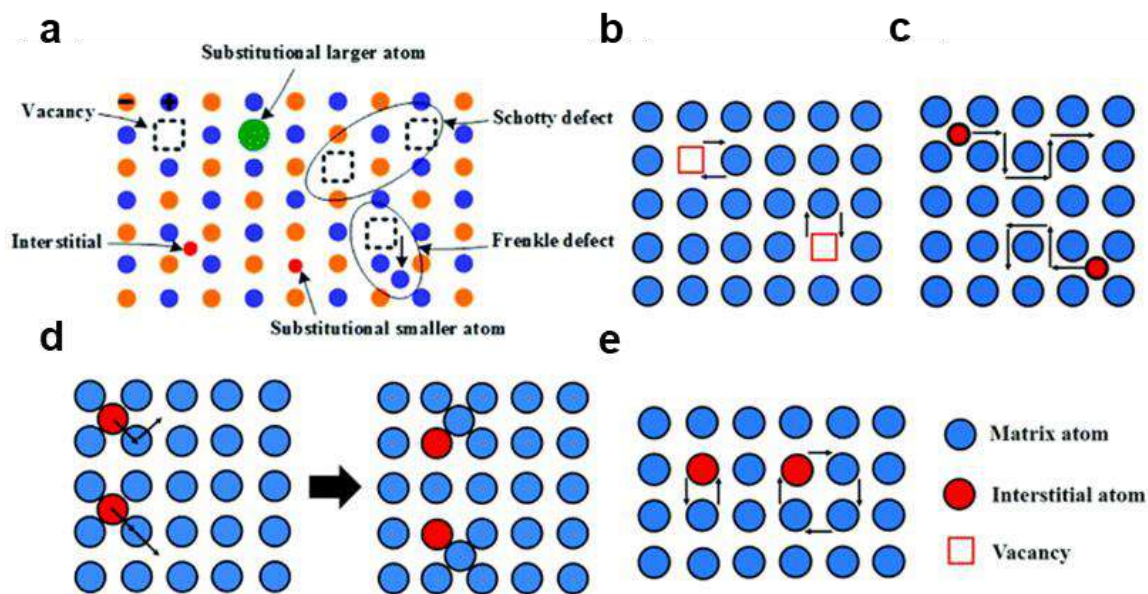 a
Substitutional larger atom
Vacancy
− +
Schotty defect
Interstitial
Frenkle defect
Substitutional smaller atom
b
c
d
e
Matrix atom
Interstitial atom
Vacancy